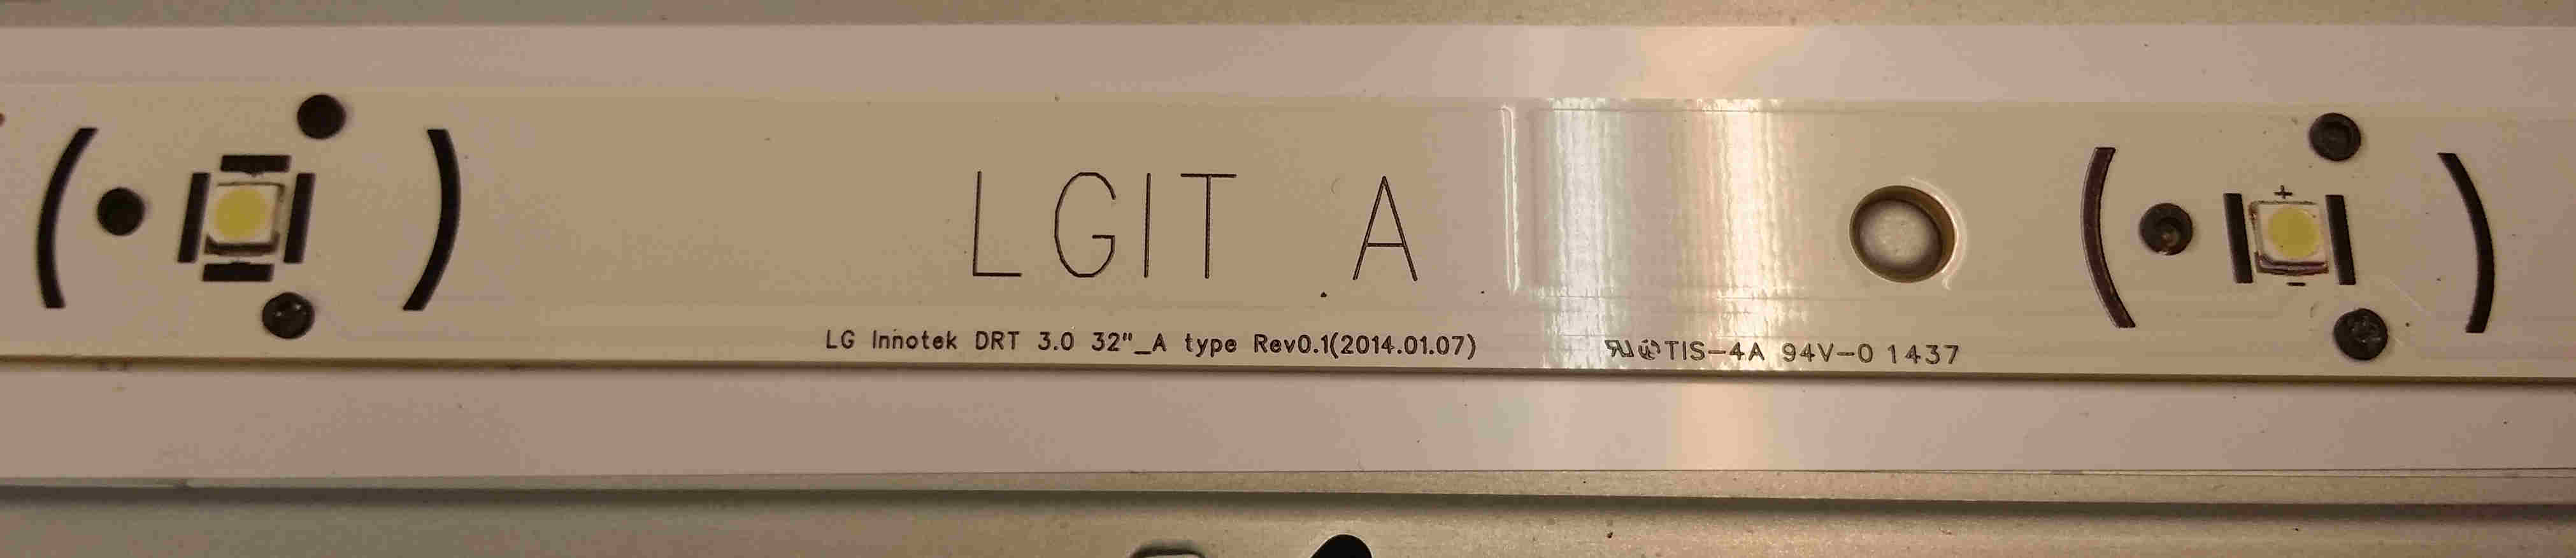 LGIT A
LG Innotek DRT 3.0 32"_A type Rev0.1(2014.01.07)
TIS-4A 94V-0 1437
+
-